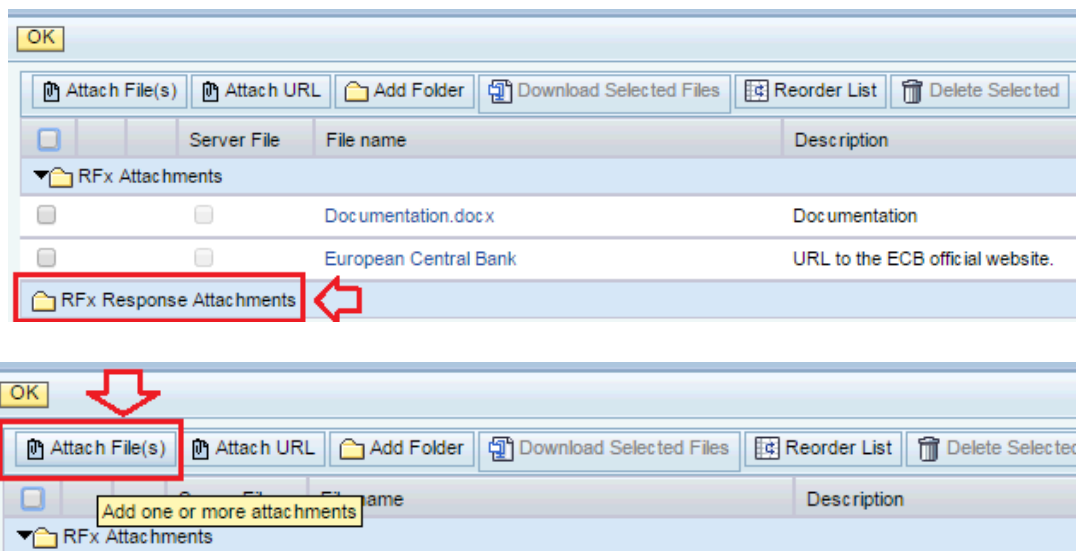 OK
Attach File(s) Attach URL Add Folder Download Selected Files Reorder List Delete Selected
Server File File name Description
RFx Attachments
Documentation.docx Documentation
European Central Bank URL to the ECB official website.
RFx Response Attachments
OK
Attach File(s) Attach URL Add Folder Download Selected Files Reorder List Delete Selected
Description
Add one or more attachments
RFx Attachments